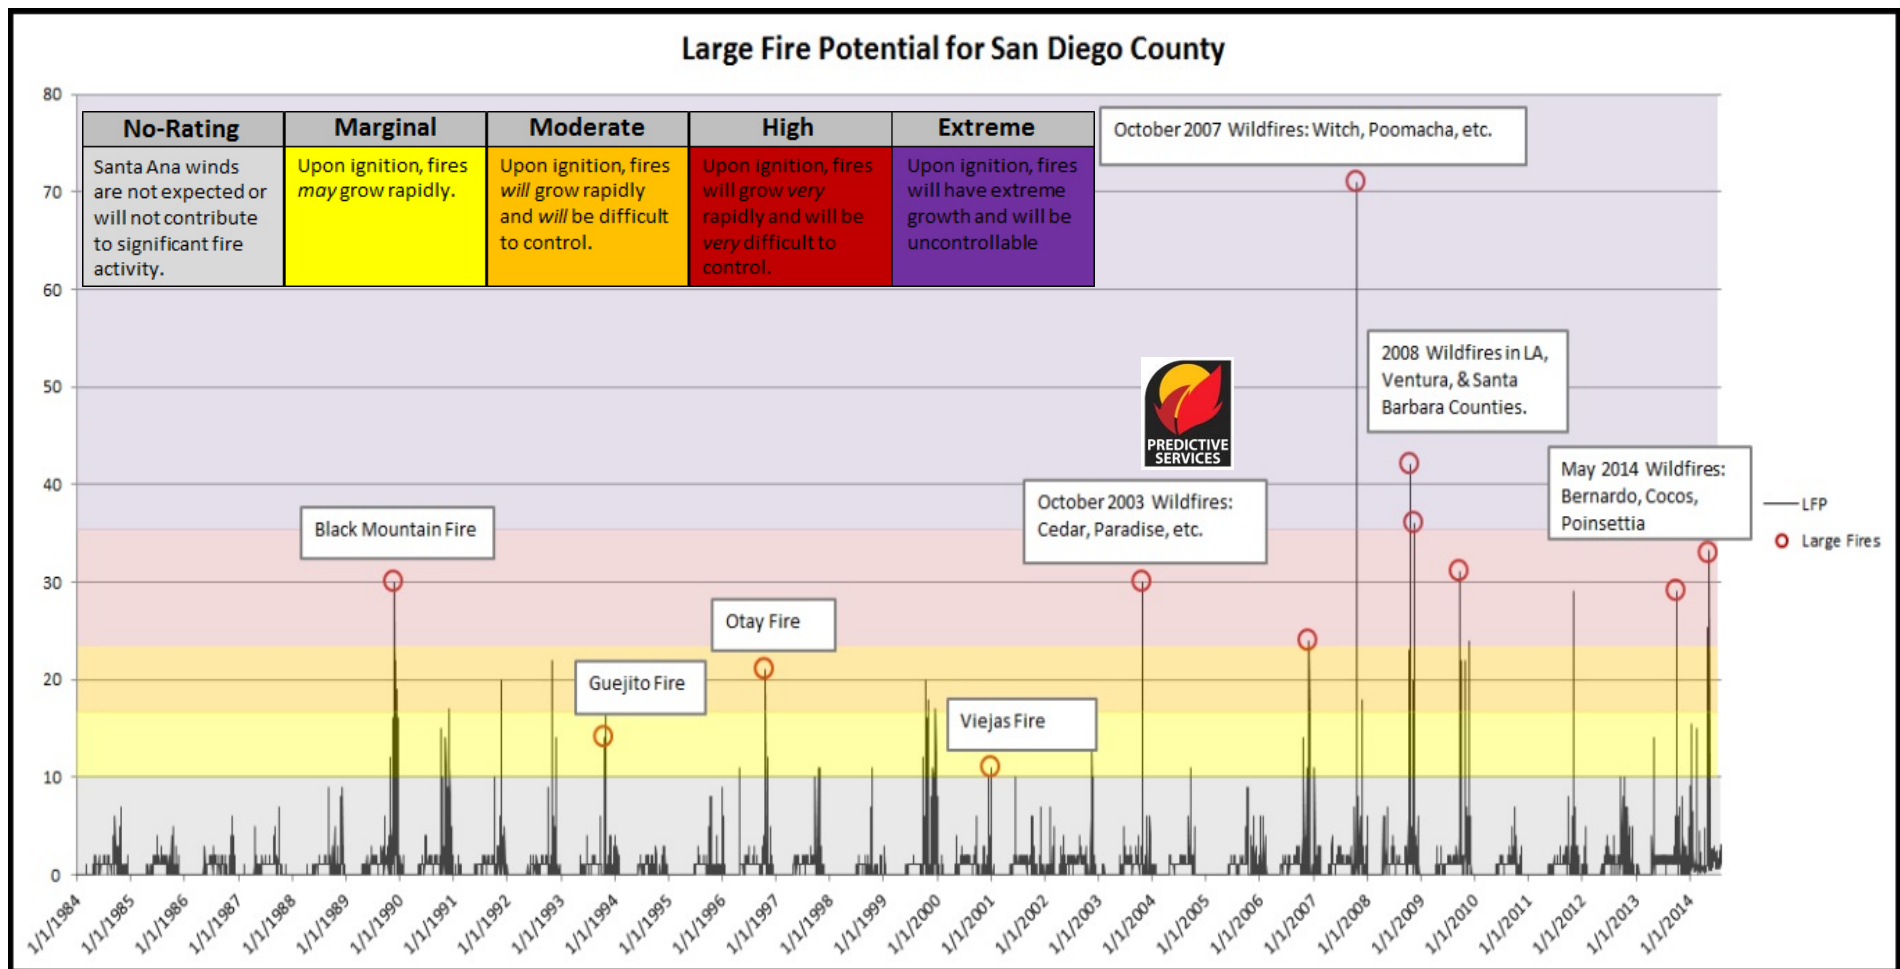 Large Fire Potential for San Diego County
80
70
60
50
40
30
20
10
0
No-Rating
Santa Ana winds
are not expected or
will not contribute
to significant fire
activity.
Marginal
Upon ignition, fires
may grow rapidly.
Moderate
Upon ignition, fires
will grow rapidly
and will be difficult
to control.
High
Upon ignition, fires
will grow very
rapidly and will be
very difficult to
control.
Extreme
Upon ignition, fires
will have extreme
growth and will be
uncontrollable
October 2007 Wildfires: Witch, Poomacha, etc.
2008 Wildfires in LA,
Ventura, & Santa
Barbara Counties.
PREDICTIVE
SERVICES
May 2014 Wildfires:
Bernardo, Cocos,
Poinsettia
October 2003 Wildfires:
Cedar, Paradise, etc.
Black Mountain Fire
Otay Fire
Guejito Fire
Viejas Fire
LFP
Large Fires
1/1/1984
1/1/1985
1/1/1986
1/1/1987
1/1/1988
1/1/1989
1/1/1990
1/1/1991
1/1/1992
1/1/1993
1/1/1994
1/1/1995
1/1/1996
1/1/1997
1/1/1998
1/1/1999
1/1/2000
1/1/2001
1/1/2002
1/1/2003
1/1/2004
1/1/2005
1/1/2006
1/1/2007
1/1/2008
1/1/2009
1/1/2010
1/1/2011
1/1/2012
1/1/2013
1/1/2014